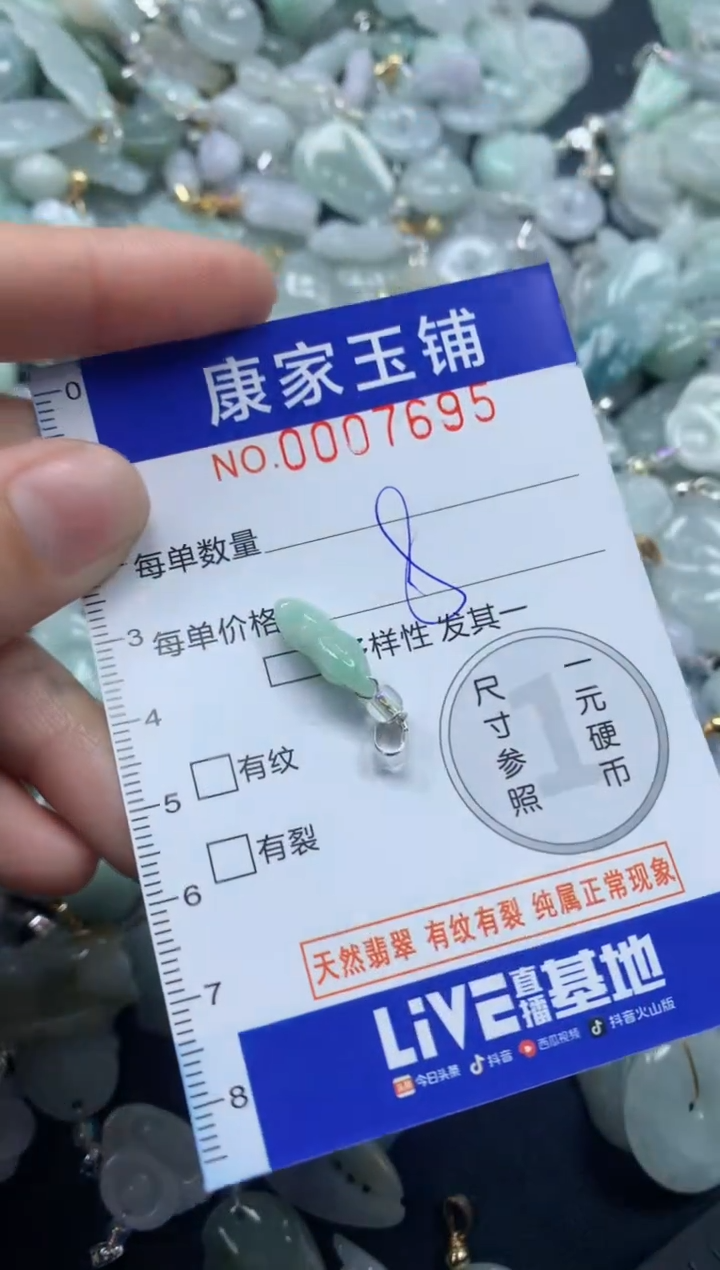 康家玉铺
NO.0007695
0
每单数量
8
3
每单价格
样性 发其一
4
尺寸参照
一元硬币
1
有纹
5
有裂
6
天然翡翠 有纹有裂 纯属正常现象
7
LiVE直播基地
今日头条 抖音 西瓜视频 抖音火山版
8